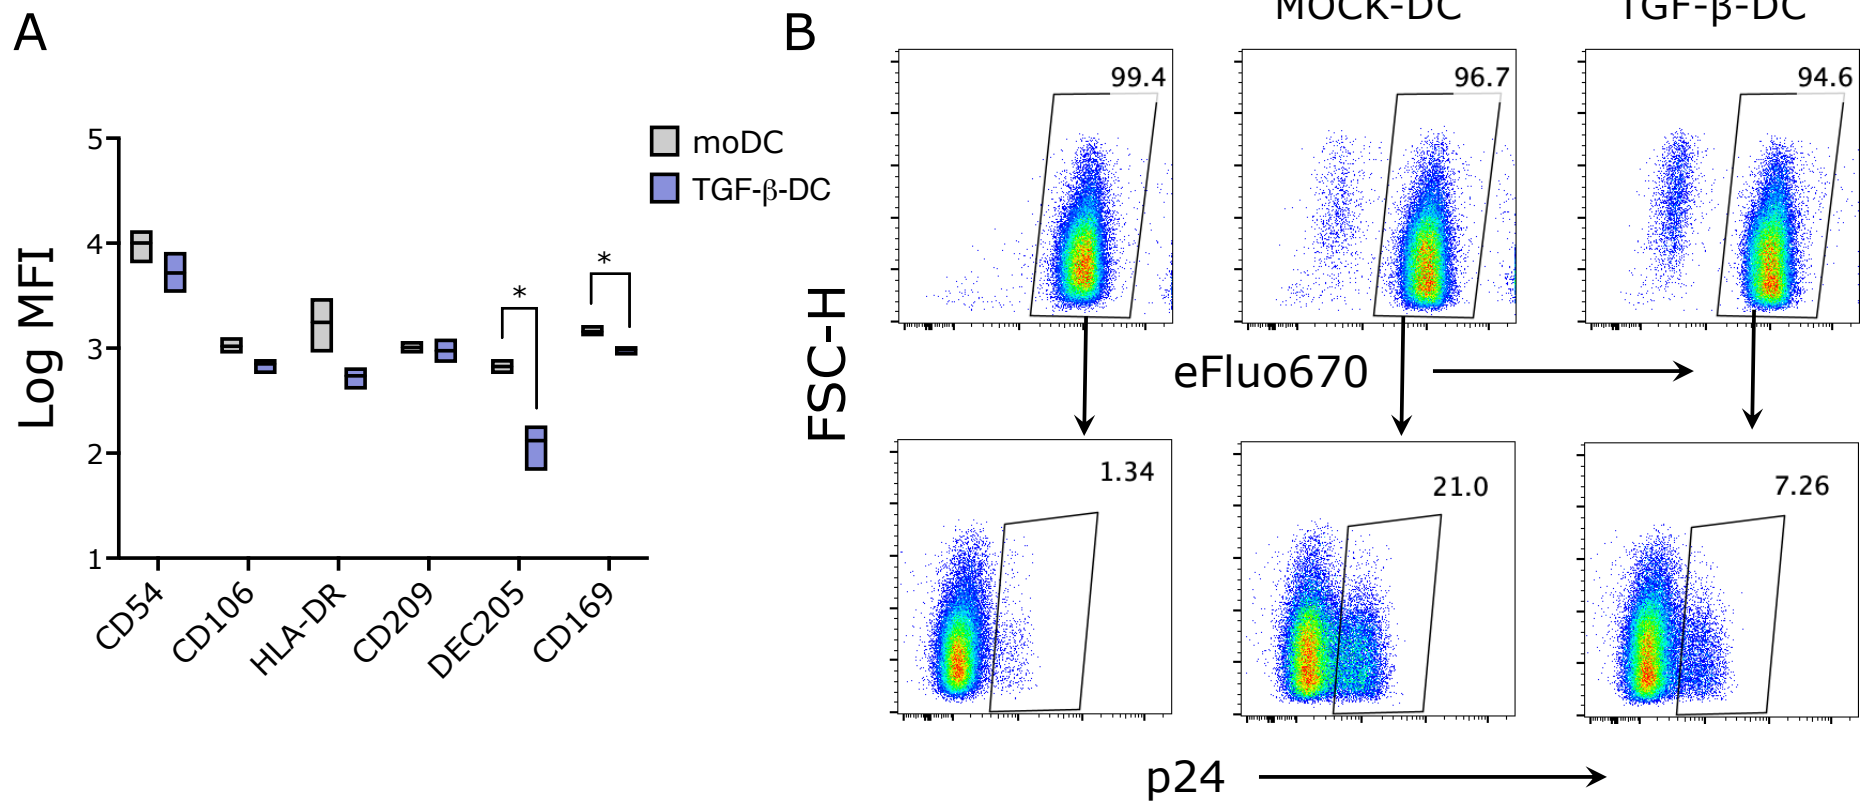 A
B
MOCK-DC
TGF-β-DC
moDC
TGF-β-DC
Log MFI
5
4
3
2
1
*
*
CD54
CD106
HLA-DR
CD209
DEC205
CD169
FSC-H
99.4
96.7
94.6
eFluo670
1.34
21.0
7.26
p24